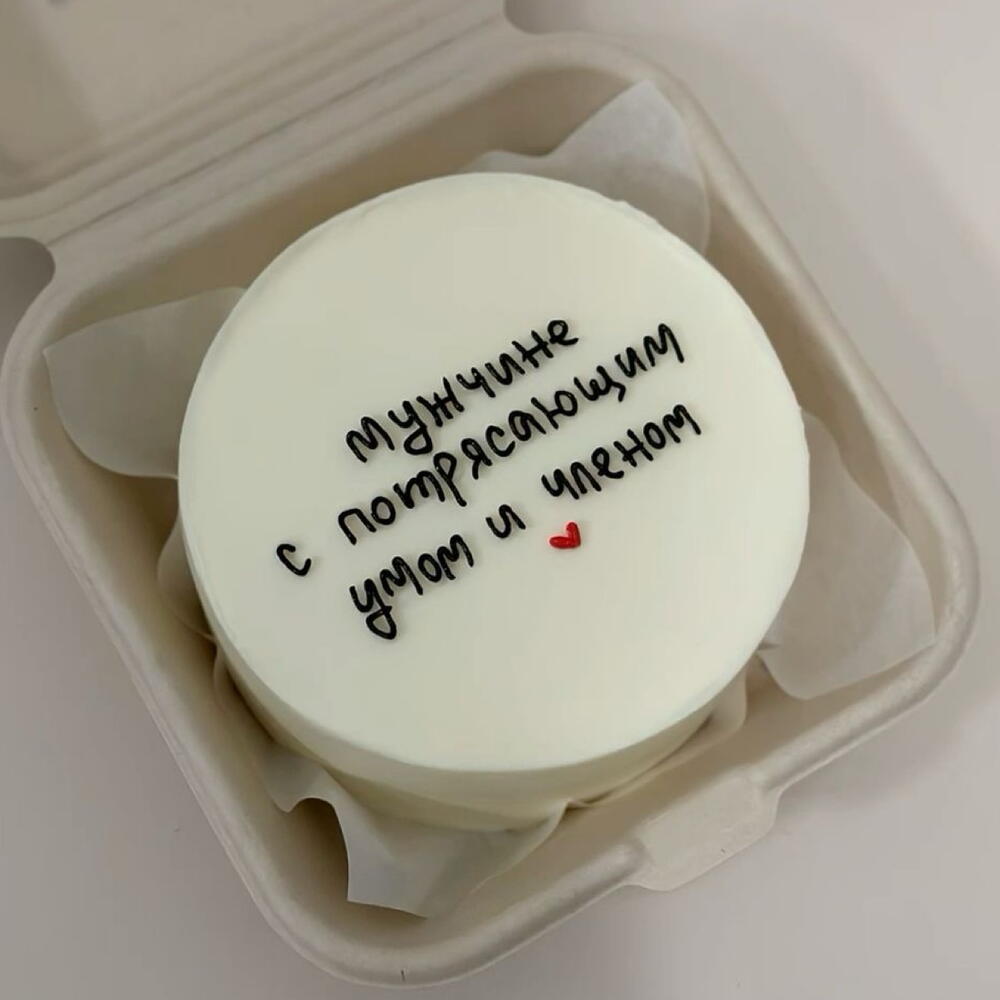 мужчине
с потрясающим
умом и членом